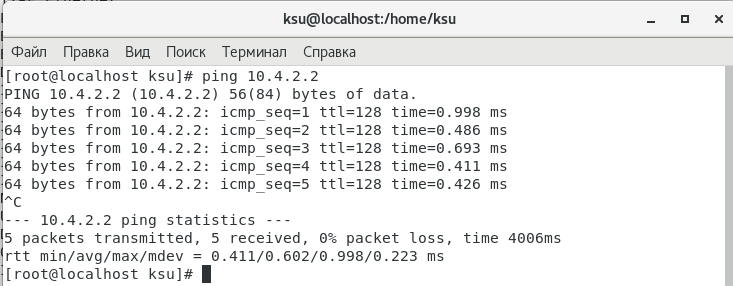 ksu@localhost:/home/ksu
Файл Правка Вид Поиск Терминал Справка
[root@localhost ksu]# ping 10.4.2.2
PING 10.4.2.2 (10.4.2.2) 56(84) bytes of data.
64 bytes from 10.4.2.2: icmp_seq=1 ttl=128 time=0.998 ms
64 bytes from 10.4.2.2: icmp_seq=2 ttl=128 time=0.486 ms
64 bytes from 10.4.2.2: icmp_seq=3 ttl=128 time=0.693 ms
64 bytes from 10.4.2.2: icmp_seq=4 ttl=128 time=0.411 ms
64 bytes from 10.4.2.2: icmp_seq=5 ttl=128 time=0.426 ms
^C
--- 10.4.2.2 ping statistics ---
5 packets transmitted, 5 received, 0% packet loss, time 4006ms
rtt min/avg/max/mdev = 0.411/0.602/0.998/0.223 ms
[root@localhost ksu]#